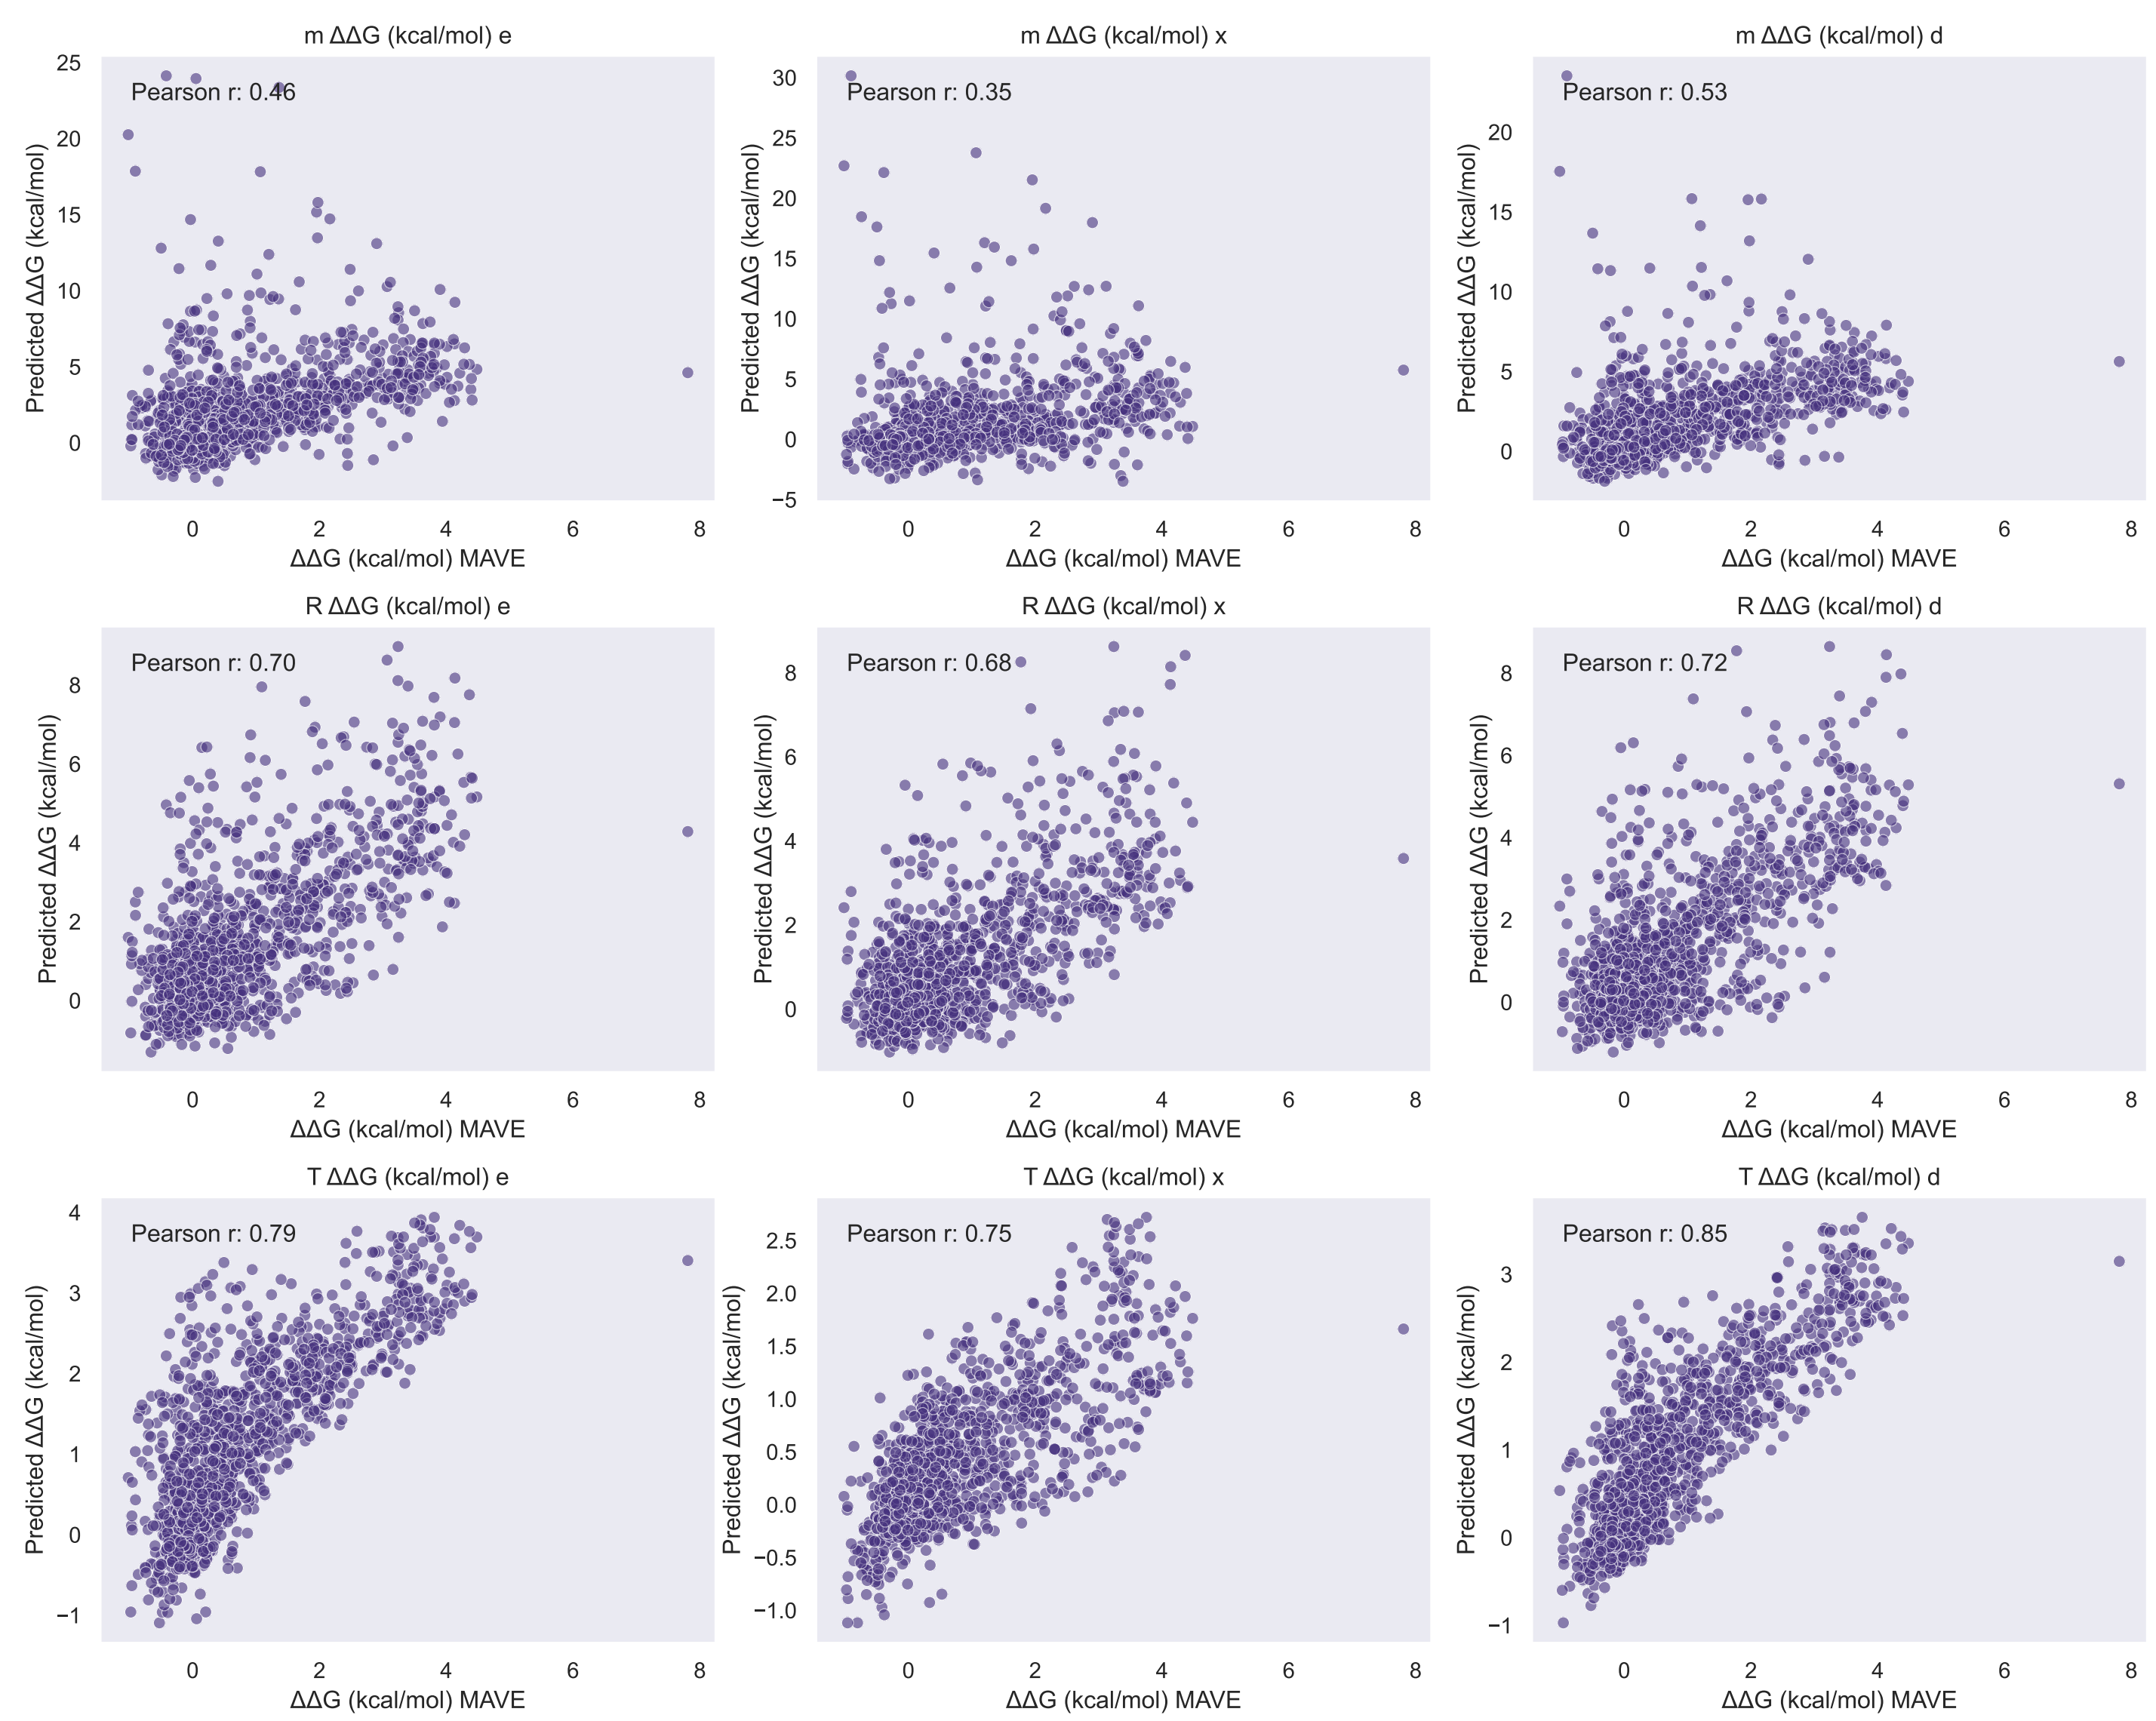 m ΔΔG (kcal/mol) e
Pearson r: 0.46
Predicted ΔΔG (kcal/mol)
25
20
15
10
5
0
0 2 4 6 8
ΔΔG (kcal/mol) MAVE
m ΔΔG (kcal/mol) x
Pearson r: 0.35
Predicted ΔΔG (kcal/mol)
30
25
20
15
10
5
0
−5
0 2 4 6 8
ΔΔG (kcal/mol) MAVE
m ΔΔG (kcal/mol) d
Pearson r: 0.53
Predicted ΔΔG (kcal/mol)
20
15
10
5
0
0 2 4 6 8
ΔΔG (kcal/mol) MAVE
R ΔΔG (kcal/mol) e
Pearson r: 0.70
Predicted ΔΔG (kcal/mol)
8
6
4
2
0
0 2 4 6 8
ΔΔG (kcal/mol) MAVE
R ΔΔG (kcal/mol) x
Pearson r: 0.68
Predicted ΔΔG (kcal/mol)
8
6
4
2
0
0 2 4 6 8
ΔΔG (kcal/mol) MAVE
R ΔΔG (kcal/mol) d
Pearson r: 0.72
Predicted ΔΔG (kcal/mol)
8
6
4
2
0
0 2 4 6 8
ΔΔG (kcal/mol) MAVE
T ΔΔG (kcal/mol) e
Pearson r: 0.79
Predicted ΔΔG (kcal/mol)
4
3
2
1
0
−1
0 2 4 6 8
ΔΔG (kcal/mol) MAVE
T ΔΔG (kcal/mol) x
Pearson r: 0.75
Predicted ΔΔG (kcal/mol)
2.5
2.0
1.5
1.0
0.5
0.0
−0.5
−1.0
0 2 4 6 8
ΔΔG (kcal/mol) MAVE
T ΔΔG (kcal/mol) d
Pearson r: 0.85
Predicted ΔΔG (kcal/mol)
3
2
1
0
−1
0 2 4 6 8
ΔΔG (kcal/mol) MAVE